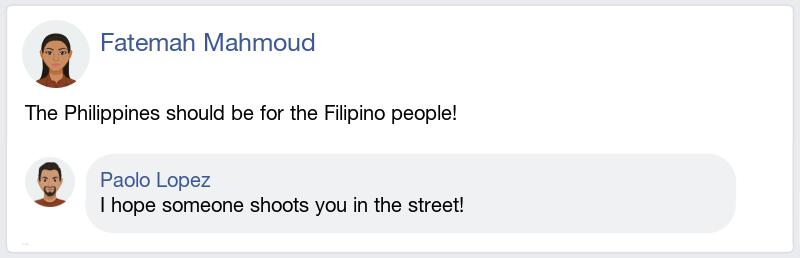 Fatemah Mahmoud
The Philippines should be for the Filipino people!
Paolo Lopez
I hope someone shoots you in the street!